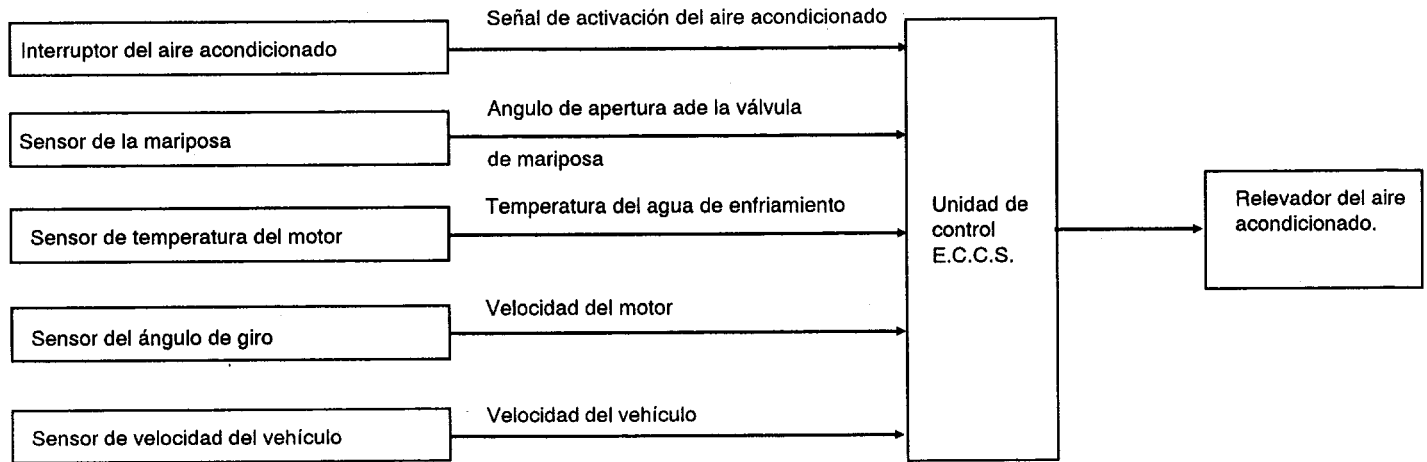 Señal de activación del aire acondicionado
Interruptor del aire acondicionado
Angulo de apertura ade la válvula
Sensor de la mariposa
de mariposa
Temperatura del agua de enfriamiento
Sensor de temperatura del motor
Velocidad del motor
Sensor del ángulo de giro
Velocidad del vehículo
Sensor de velocidad del vehículo
Unidad de
control
E.C.C.S.
Relevador del aire
acondicionado.